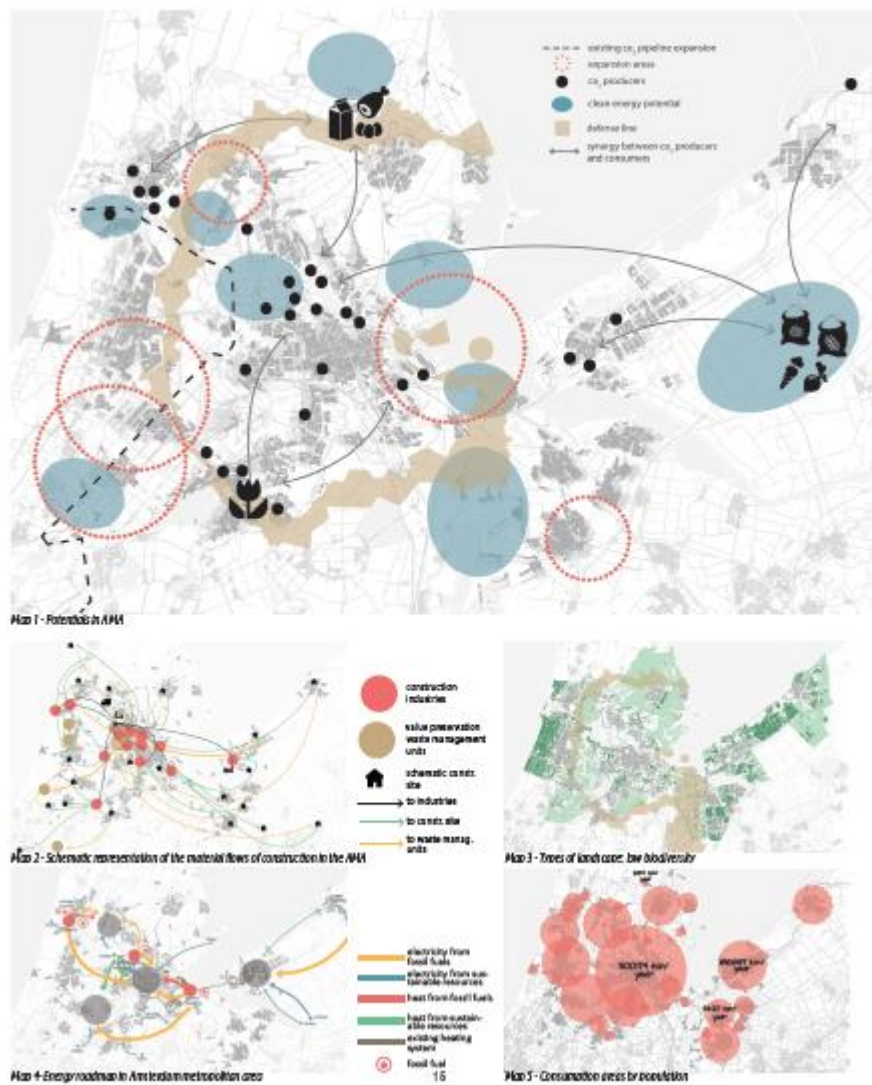 existing co₂ pipeline expansion
expansion areas
co₂ producers
clean energy potential
defense line
synergy between co₂ producers
and consumers
Map 1 - Potentials in AMA
construction
industries
value preservation
waste management
units
schematic constr.
site
to industries
to constr. site
to waste manag.
units
Map 2 - Schematic representation of the material flows of construction in the AMA
Map 3 - Types of landscape: low biodiversity
electricity from
fossil fuels
electricity from sus-
tainable resources
heat from fossil fuels
heat from sustain-
able resources
existing heating
system
fossil fuel
Map 4-Energy roadmap in Amsterdam metropolitan area
16
Map 5 - Consumption areas by population